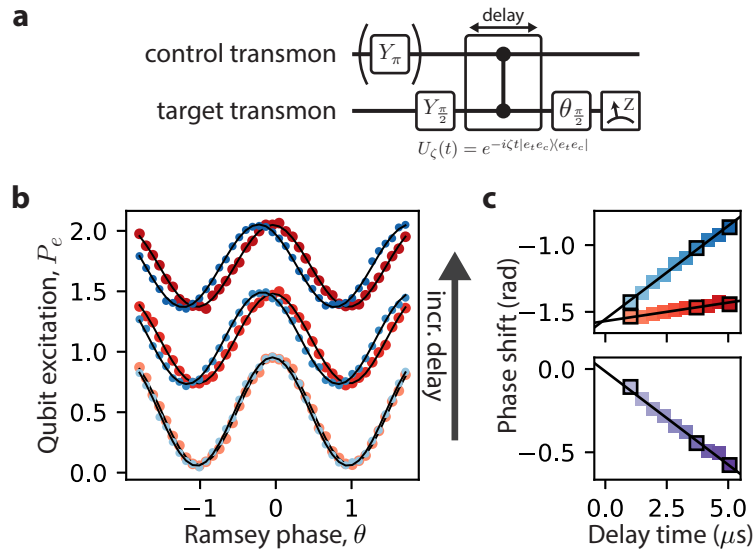 a
delay
control transmon
Y_π
target transmon
Y_{π/2}
θ_{π/2}
Z
U_ζ(t) = e^{-iζt|e_t e_c⟩⟨e_t e_c|}
b
Qubit excitation, P_e
2.0
1.5
1.0
0.5
0.0
−1
0
1
Ramsey phase, θ
incr. delay
c
Phase shift (rad)
−1.0
−1.5
0.0
−0.5
0.0
2.5
5.0
Delay time (μs)